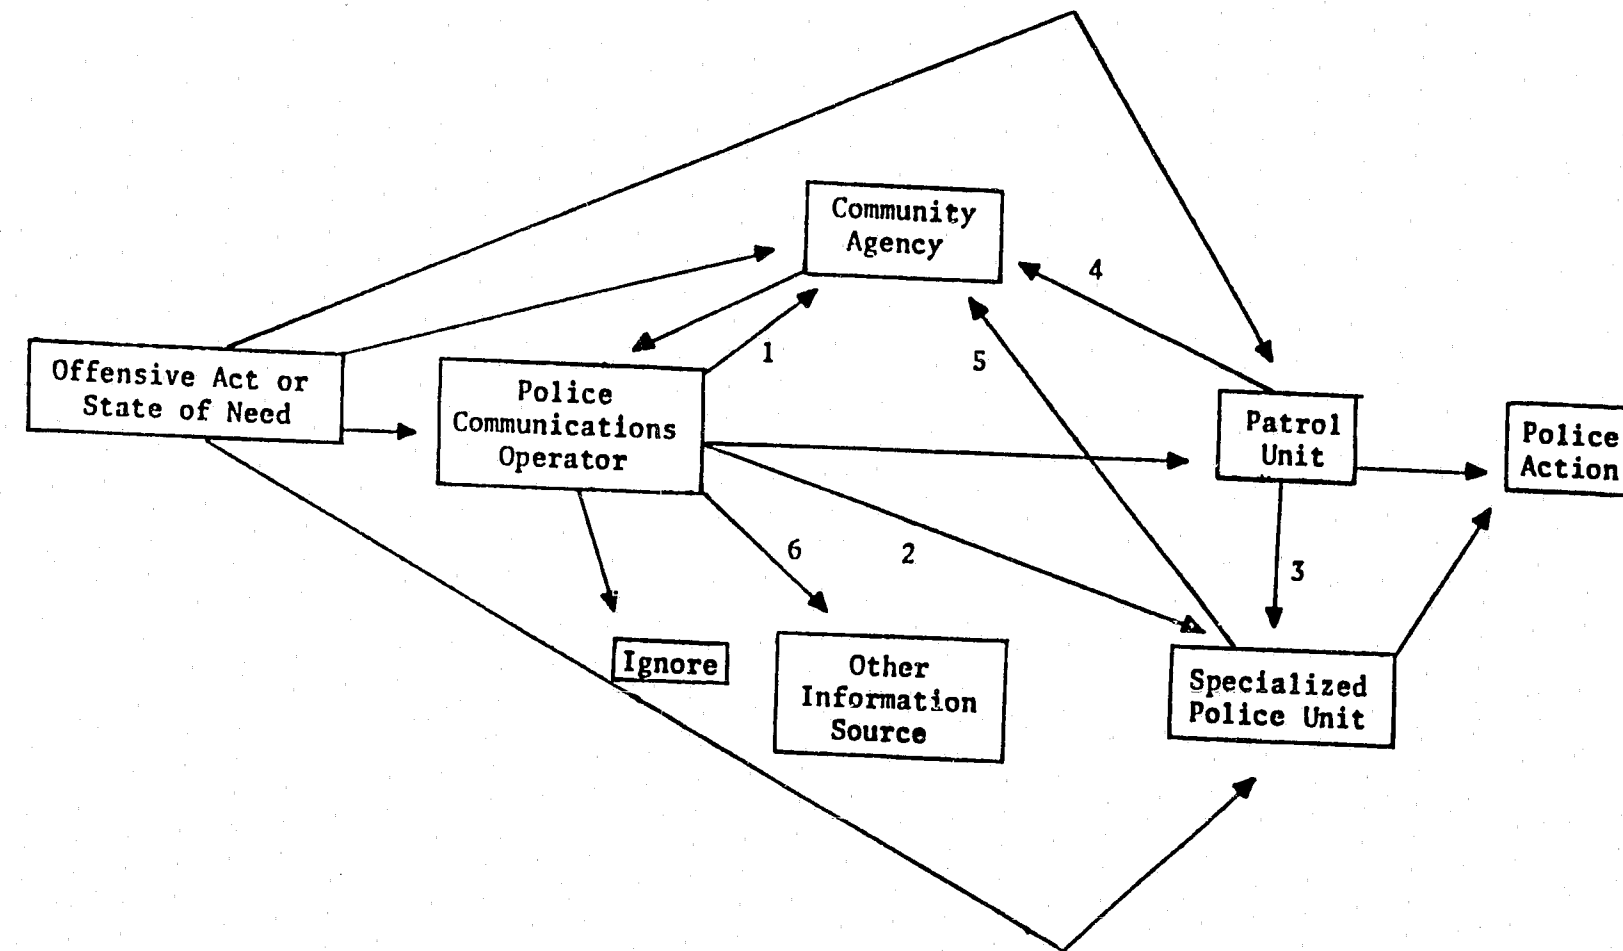 Community
Agency
4
1
5
Offensive Act or
State of Need
Police
Communications
Operator
Patrol
Unit
Police
Action
6
2
3
Ignore
Other
Information
Source
Specialized
Police Unit